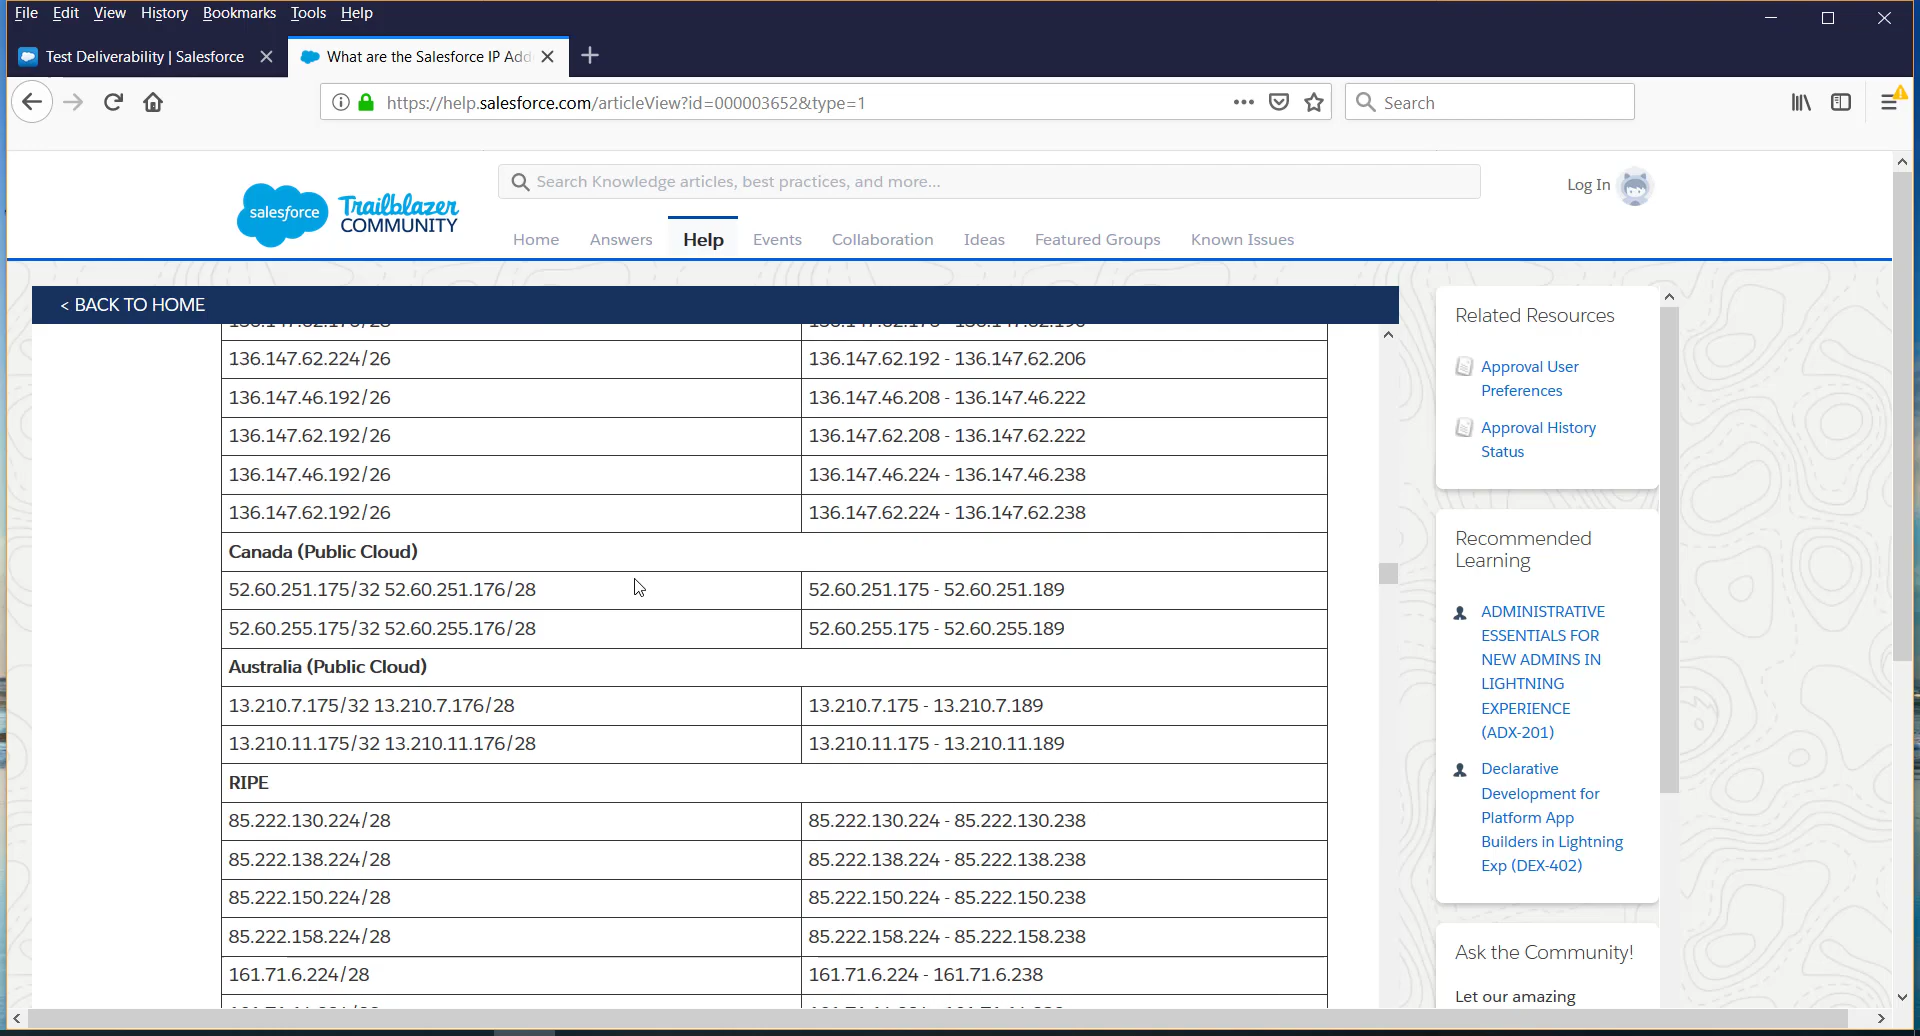 File Edit View History Bookmarks Tools Help
Test Deliverability | Salesforce
What are the Salesforce IP Add
https://help.salesforce.com/articleView?id=000003652&type=1
Search
salesforce
Trailblazer
COMMUNITY
Search Knowledge articles, best practices, and more...
Log In
Home Answers Help Events Collaboration Ideas Featured Groups Known Issues
< BACK TO HOME
136.147.62.224/26 136.147.62.192 - 136.147.62.206
136.147.46.192/26 136.147.46.208 - 136.147.46.222
136.147.62.192/26 136.147.62.208 - 136.147.62.222
136.147.46.192/26 136.147.46.224 - 136.147.46.238
136.147.62.192/26 136.147.62.224 - 136.147.62.238
Canada (Public Cloud)
52.60.251.175/32 52.60.251.176/28 52.60.251.175 - 52.60.251.189
52.60.255.175/32 52.60.255.176/28 52.60.255.175 - 52.60.255.189
Australia (Public Cloud)
13.210.7.175/32 13.210.7.176/28 13.210.7.175 - 13.210.7.189
13.210.11.175/32 13.210.11.176/28 13.210.11.175 - 13.210.11.189
RIPE
85.222.130.224/28 85.222.130.224 - 85.222.130.238
85.222.138.224/28 85.222.138.224 - 85.222.138.238
85.222.150.224/28 85.222.150.224 - 85.222.150.238
85.222.158.224/28 85.222.158.224 - 85.222.158.238
161.71.6.224/28 161.71.6.224 - 161.71.6.238
Related Resources
Approval User
Preferences
Approval History
Status
Recommended
Learning
ADMINISTRATIVE
ESSENTIALS FOR
NEW ADMINS IN
LIGHTNING
EXPERIENCE
(ADX-201)
Declarative
Development for
Platform App
Builders in Lightning
Exp (DEX-402)
Ask the Community!
Let our amazing